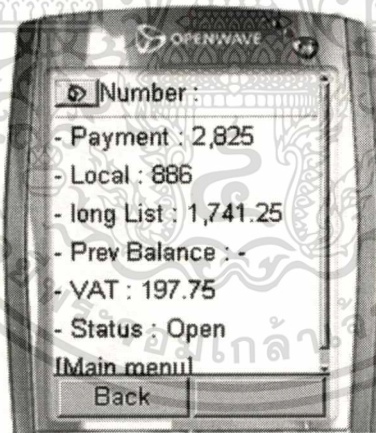 OPENWAVE
Number :
- Payment : 2,825
- Local : 886
- long List : 1,741.25
- Prev Balance : -
- VAT : 197.75
- Status : Open
[Main menu]
Back